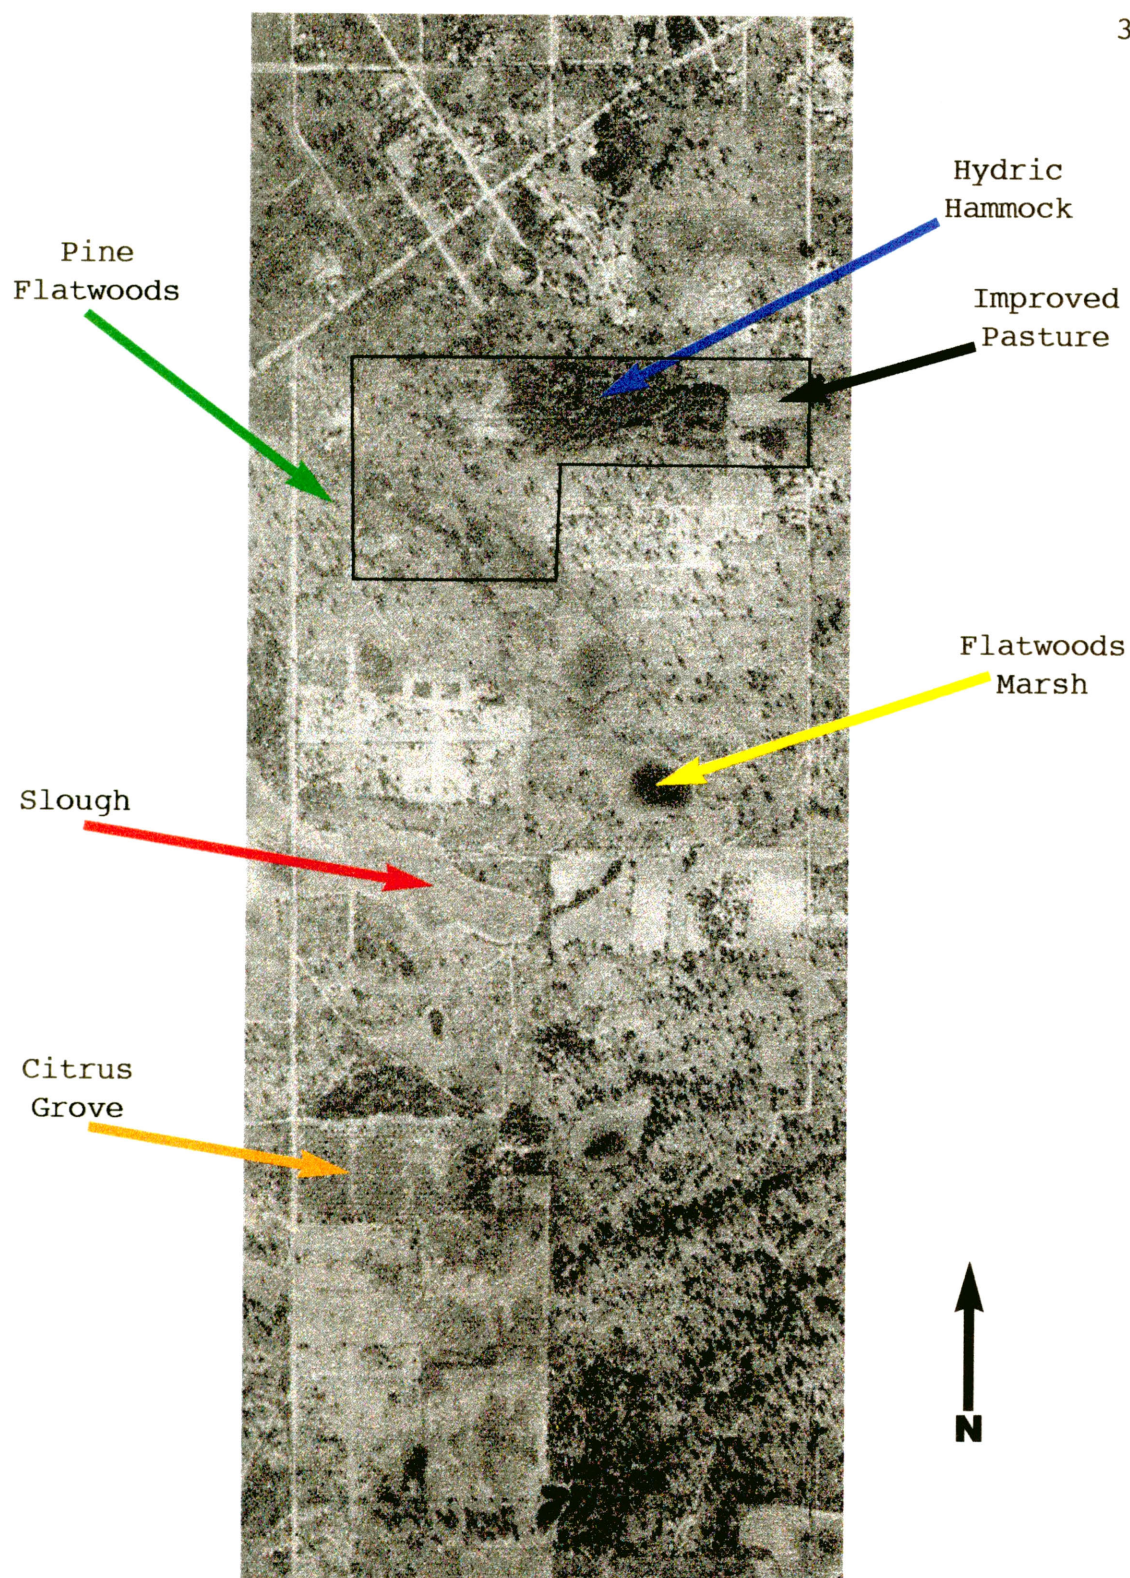 3
Hydric
Hammock
Pine
Flatwoods
Improved
Pasture
Flatwoods
Marsh
Slough
Citrus
Grove
N